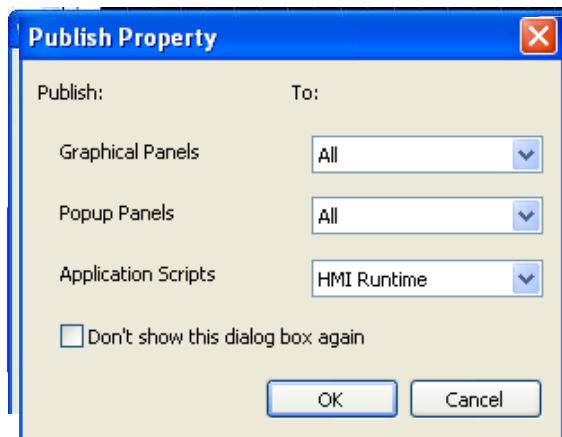 Publish Property
Publish: To:
Graphical Panels All
Popup Panels All
Application Scripts HMI Runtime
Don't show this dialog box again
OK Cancel